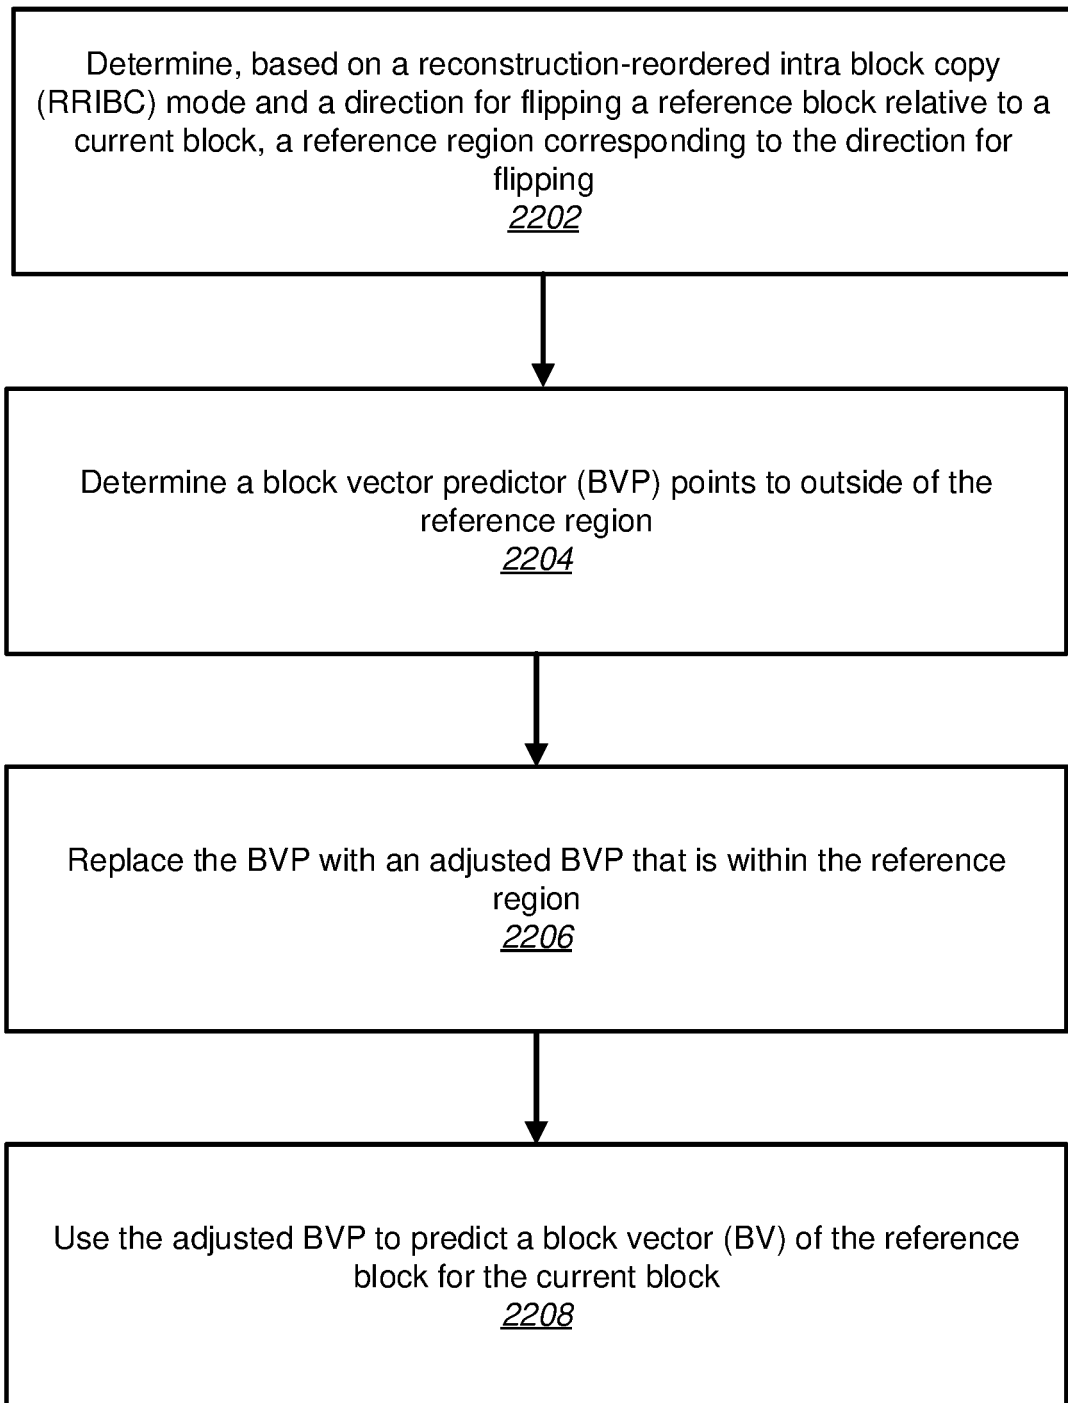 Determine, based on a reconstruction-reordered intra block copy
(RRIBC) mode and a direction for flipping a reference block relative to a
current block, a reference region corresponding to the direction for
flipping
2202
Determine a block vector predictor (BVP) points to outside of the
reference region
2204
Replace the BVP with an adjusted BVP that is within the reference
region
2206
Use the adjusted BVP to predict a block vector (BV) of the reference
block for the current block
2208